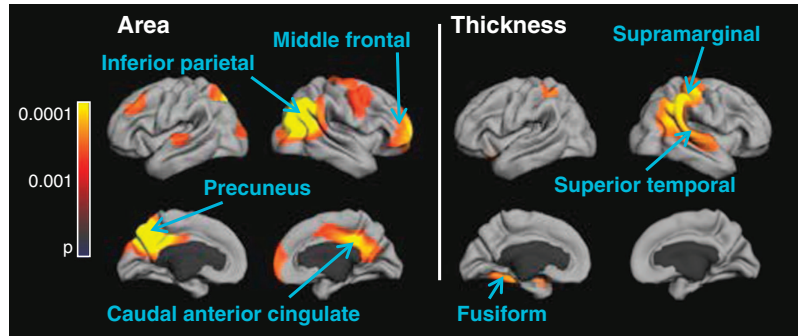 Area
Thickness
Middle frontal
Supramarginal
Inferior parietal
0.0001
0.001
p
Precuneus
Superior temporal
Caudal anterior cingulate
Fusiform